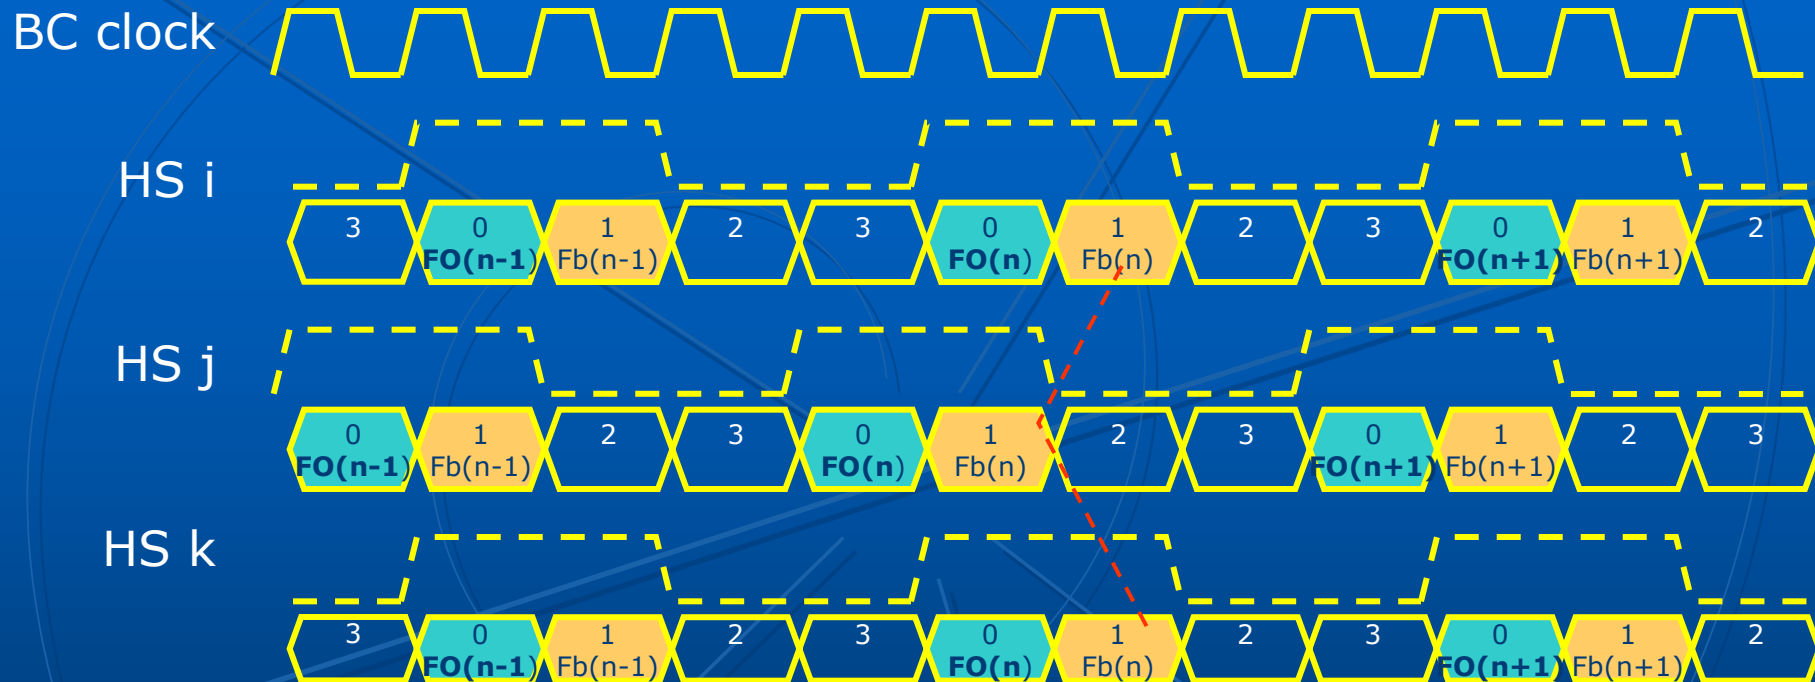 BC clock
HS i
3 0 1 2 3 0 1 2 3 0 1 2
FO(n-1) Fb(n-1) FO(n) Fb(n) FO(n+1) Fb(n+1)
HS j
0 1 2 3 0 1 2 3 0 1 2 3
FO(n-1) Fb(n-1) FO(n) Fb(n) FO(n+1) Fb(n+1)
HS k
3 0 1 2 3 0 1 2 3 0 1 2
FO(n-1) Fb(n-1) FO(n) Fb(n) FO(n+1) Fb(n+1)